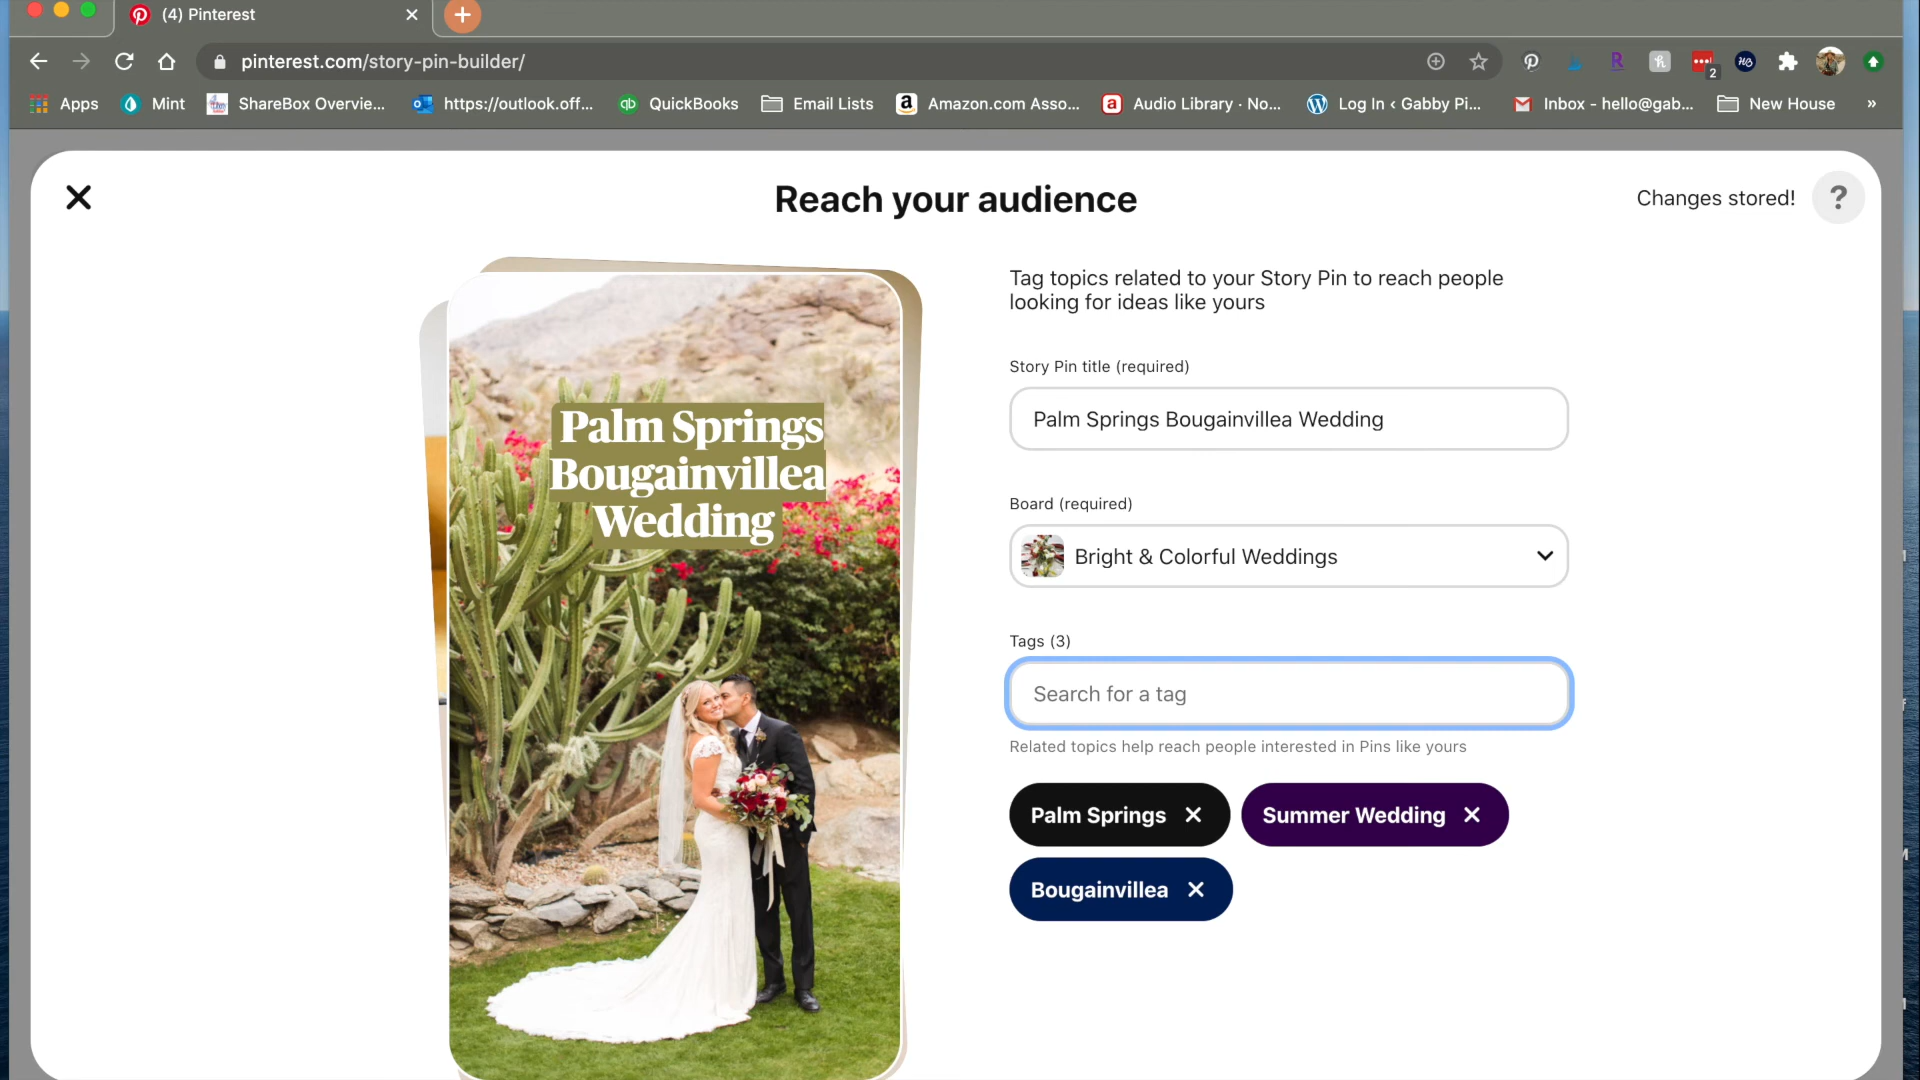 (4) Pinterest
pinterest.com/story-pin-builder/
2
Apps
Mint
ShareBox Overvie...
https://outlook.off...
qb
QuickBooks
Email Lists
a
Amazon.com Asso...
a
Audio Library · No...
Log In ‹ Gabby Pi...
Inbox - hello@gab...
New House
»
Reach your audience
Changes stored!
?
Tag topics related to your Story Pin to reach people
looking for ideas like yours
Story Pin title (required)
Palm Springs Bougainvillea Wedding
Board (required)
Bright & Colorful Weddings
Tags (3)
Search for a tag
Related topics help reach people interested in Pins like yours
Palm Springs
Summer Wedding
Bougainvillea
Palm Springs
Bougainvillea
Wedding